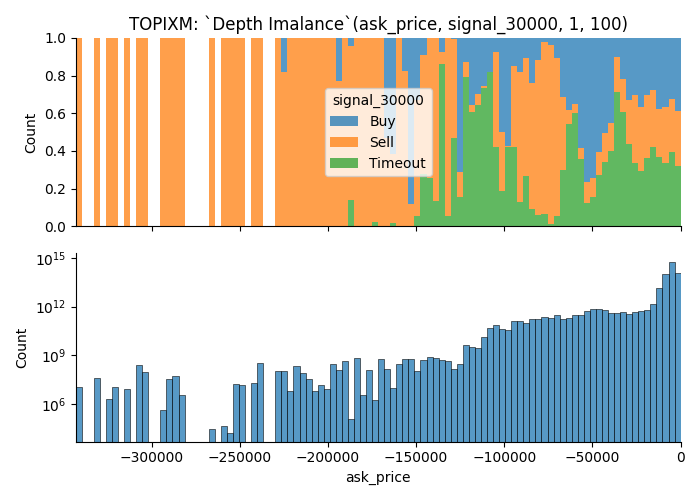 TOPIXM: `Depth Imalance`(ask_price, signal_30000, 1, 100)
1.0
0.8
0.6
0.4
0.2
0.0
Count
signal_30000
Buy
Sell
Timeout
10^15
10^12
10^9
10^6
Count
−300000 −250000 −200000 −150000 −100000 −50000 0
ask_price